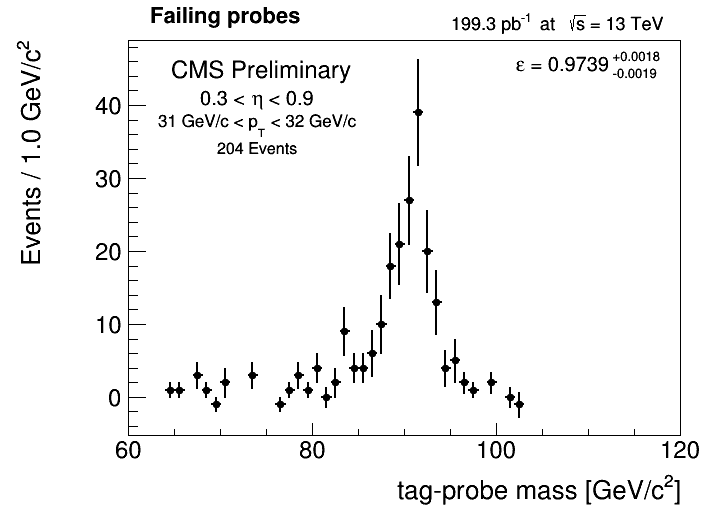 Failing probes
199.3 pb⁻¹ at √s = 13 TeV
CMS Preliminary
0.3 < η < 0.9
31 GeV/c < p_T < 32 GeV/c
204 Events
ε = 0.9739 +0.0018 -0.0019
Events / 1.0 GeV/c²
40
30
20
10
0
60 80 100 120
tag-probe mass [GeV/c²]